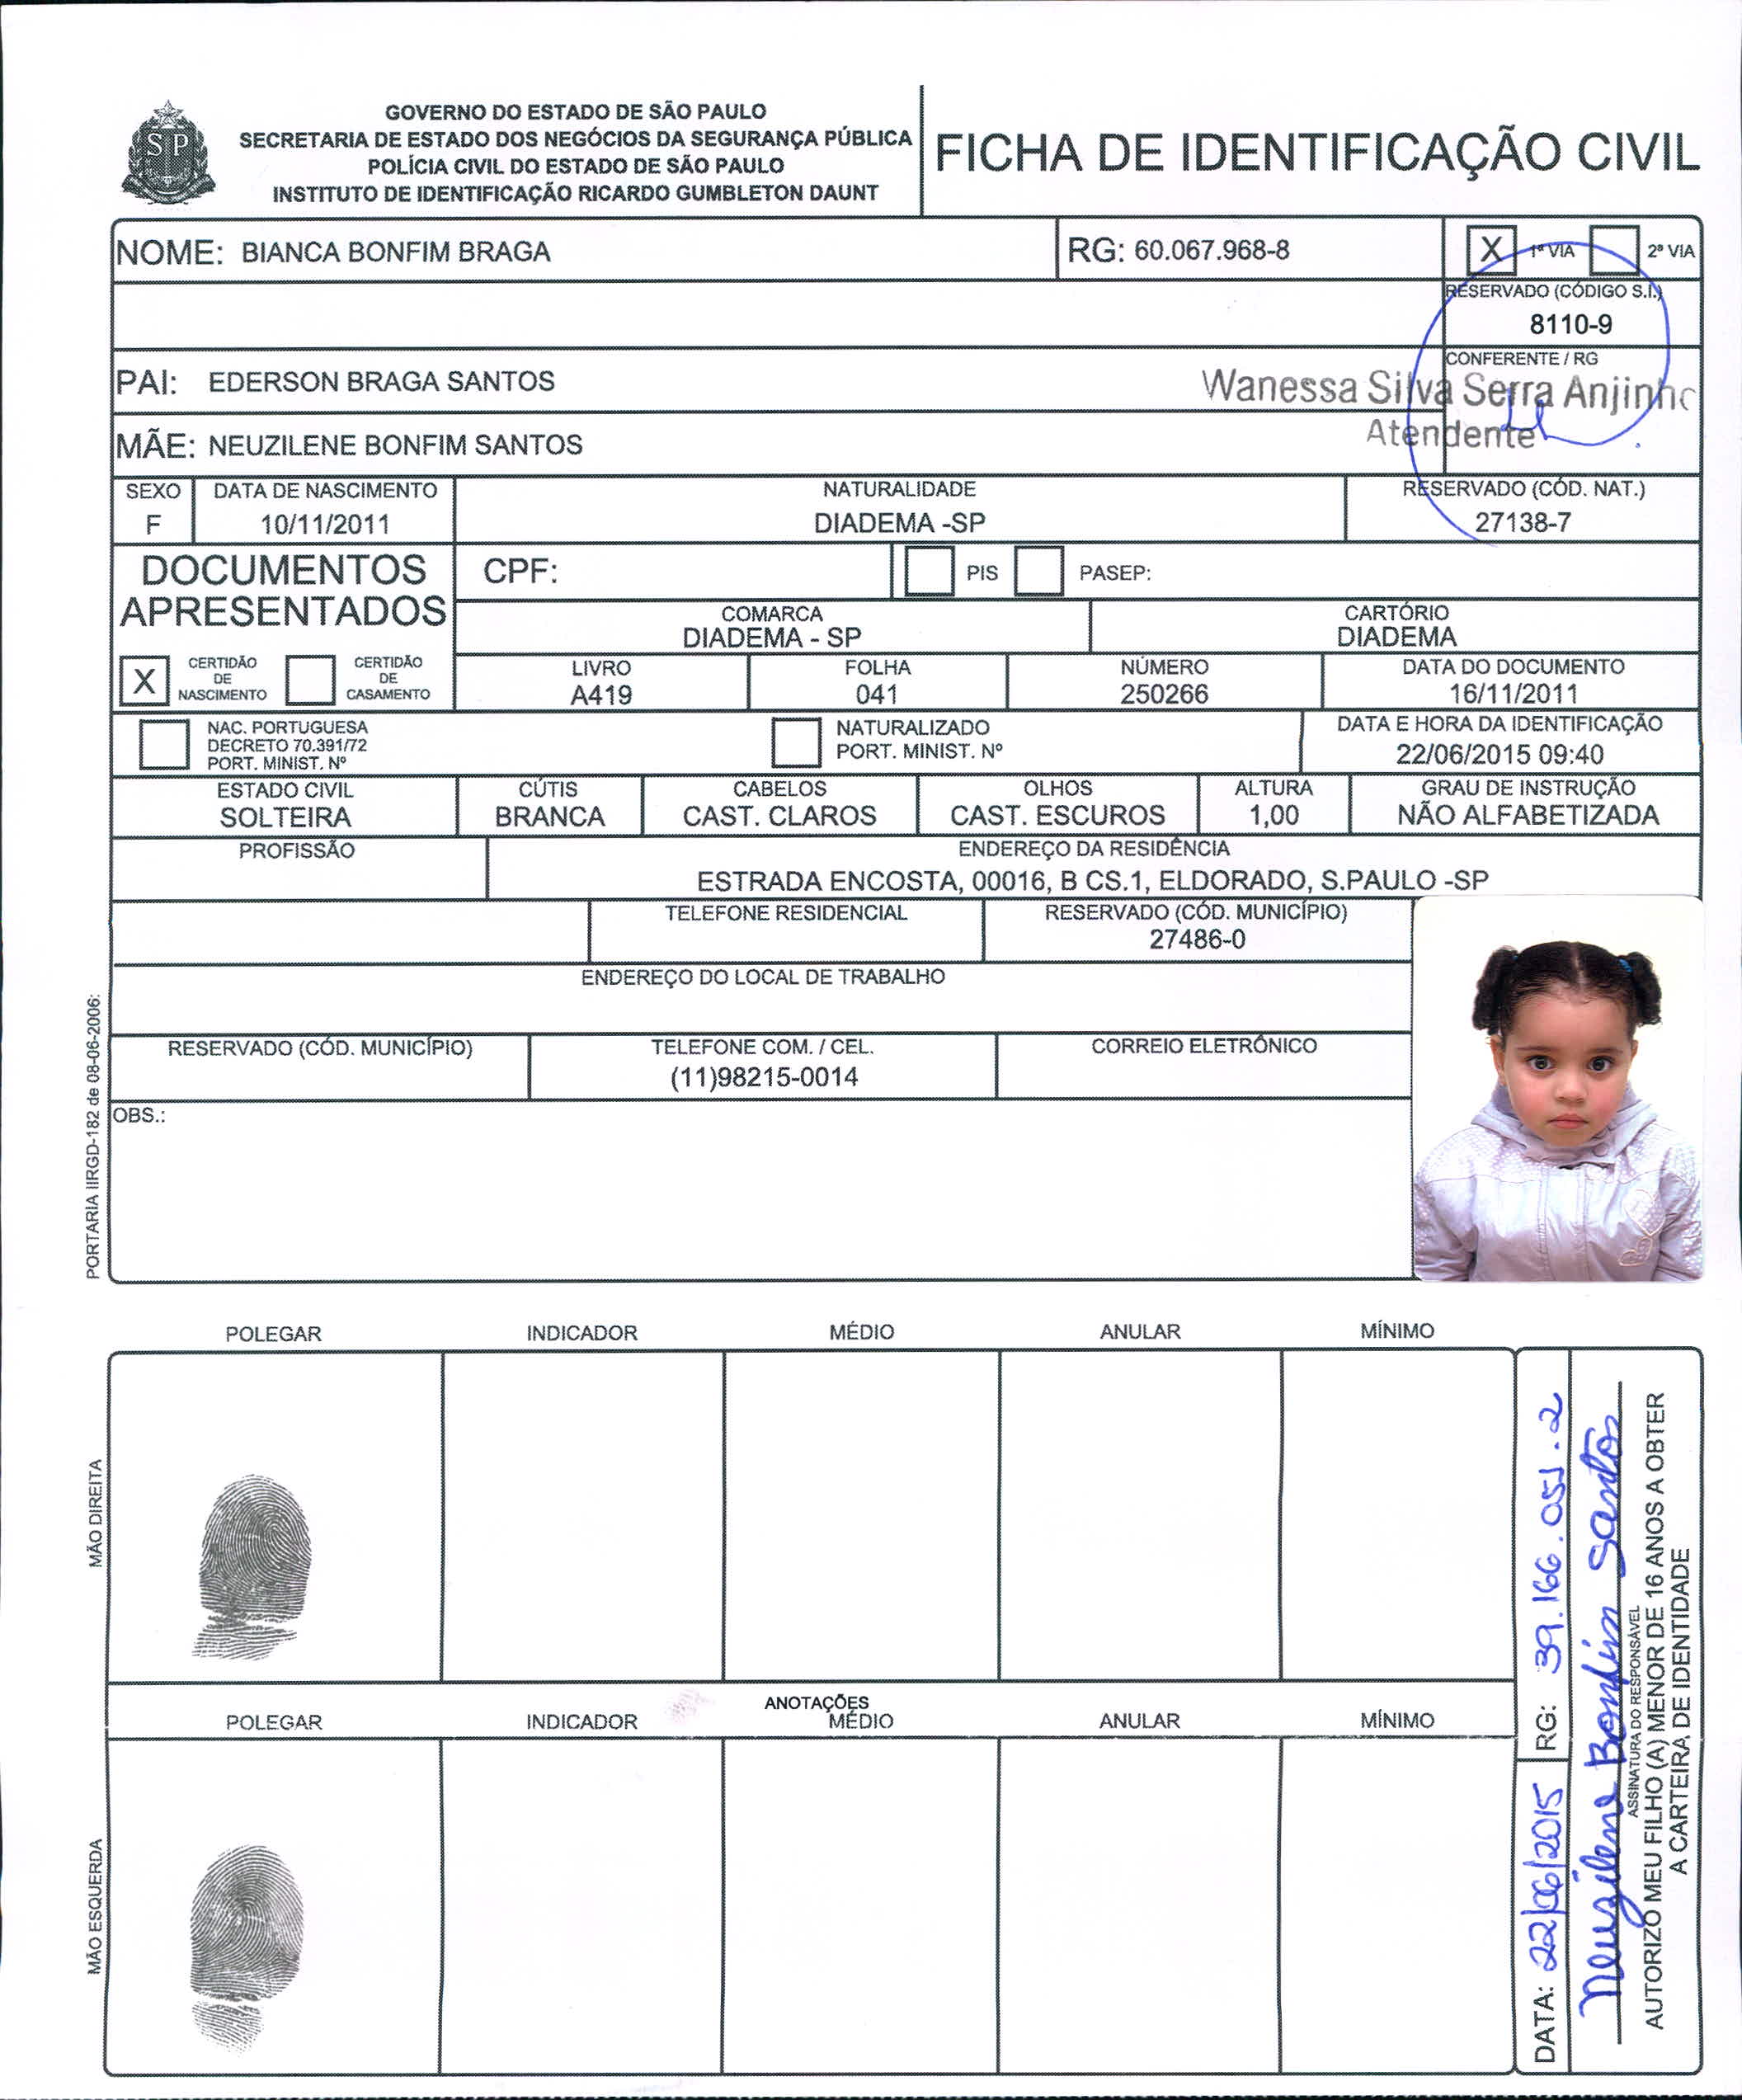 SP
GOVERNO DO ESTADO DE SÃO PAULO
SECRETARIA DE ESTADO DOS NEGÓCIOS DA SEGURANÇA PÚBLICA
POLÍCIA CIVIL DO ESTADO DE SÃO PAULO
INSTITUTO DE IDENTIFICAÇÃO RICARDO GUMBLETON DAUNT
FICHA DE IDENTIFICAÇÃO CIVIL
NOME: BIANCA BONFIM BRAGA
RG: 60.067.968-8
X 1ª VIA 2ª VIA
RESERVADO (CÓDIGO S.I.)
8110-9
PAI: EDERSON BRAGA SANTOS
CONFERENTE / RG
Wanessa Silva Serra Anjinho
Atendente
MÃE: NEUZILENE BONFIM SANTOS
SEXO
F
DATA DE NASCIMENTO
10/11/2011
NATURALIDADE
DIADEMA -SP
RESERVADO (CÓD. NAT.)
27138-7
DOCUMENTOS
APRESENTADOS
CPF:
PIS PASEP:
COMARCA
DIADEMA - SP
CARTÓRIO
DIADEMA
X CERTIDÃO
DE
NASCIMENTO
CERTIDÃO
DE
CASAMENTO
LIVRO
A419
FOLHA
041
NÚMERO
250266
DATA DO DOCUMENTO
16/11/2011
NAC. PORTUGUESA
DECRETO 70.391/72
PORT. MINIST. Nº
NATURALIZADO
PORT. MINIST. Nº
DATA E HORA DA IDENTIFICAÇÃO
22/06/2015 09:40
ESTADO CIVIL
SOLTEIRA
CÚTIS
BRANCA
CABELOS
CAST. CLAROS
OLHOS
CAST. ESCUROS
ALTURA
1,00
GRAU DE INSTRUÇÃO
NÃO ALFABETIZADA
PROFISSÃO
ENDEREÇO DA RESIDÊNCIA
ESTRADA ENCOSTA, 00016, B CS.1, ELDORADO, S.PAULO -SP
TELEFONE RESIDENCIAL
RESERVADO (CÓD. MUNICÍPIO)
27486-0
ENDEREÇO DO LOCAL DE TRABALHO
RESERVADO (CÓD. MUNICÍPIO)
TELEFONE COM. / CEL.
(11)98215-0014
CORREIO ELETRÔNICO
OBS.:
PORTARIA IIRGD-182 de 08-06-2006:
POLEGAR INDICADOR MÉDIO ANULAR MÍNIMO
MÃO DIREITA
ANOTAÇÕES
POLEGAR INDICADOR MÉDIO ANULAR MÍNIMO
MÃO ESQUERDA
DATA: 22/06/2015 RG: 39.166.051.2
Neuzilene Bonfim Santos
ASSINATURA DO RESPONSÁVEL
AUTORIZO MEU FILHO (A) MENOR DE 16 ANOS A OBTER
A CARTEIRA DE IDENTIDADE